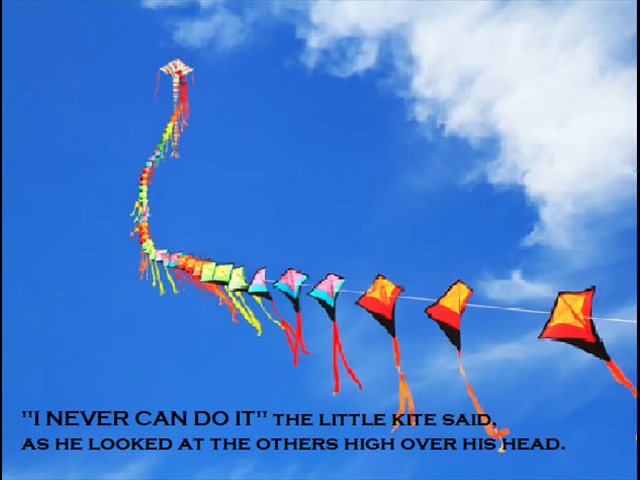 "I NEVER CAN DO IT" THE LITTLE KITE SAID,
AS HE LOOKED AT THE OTHERS HIGH OVER HIS HEAD.